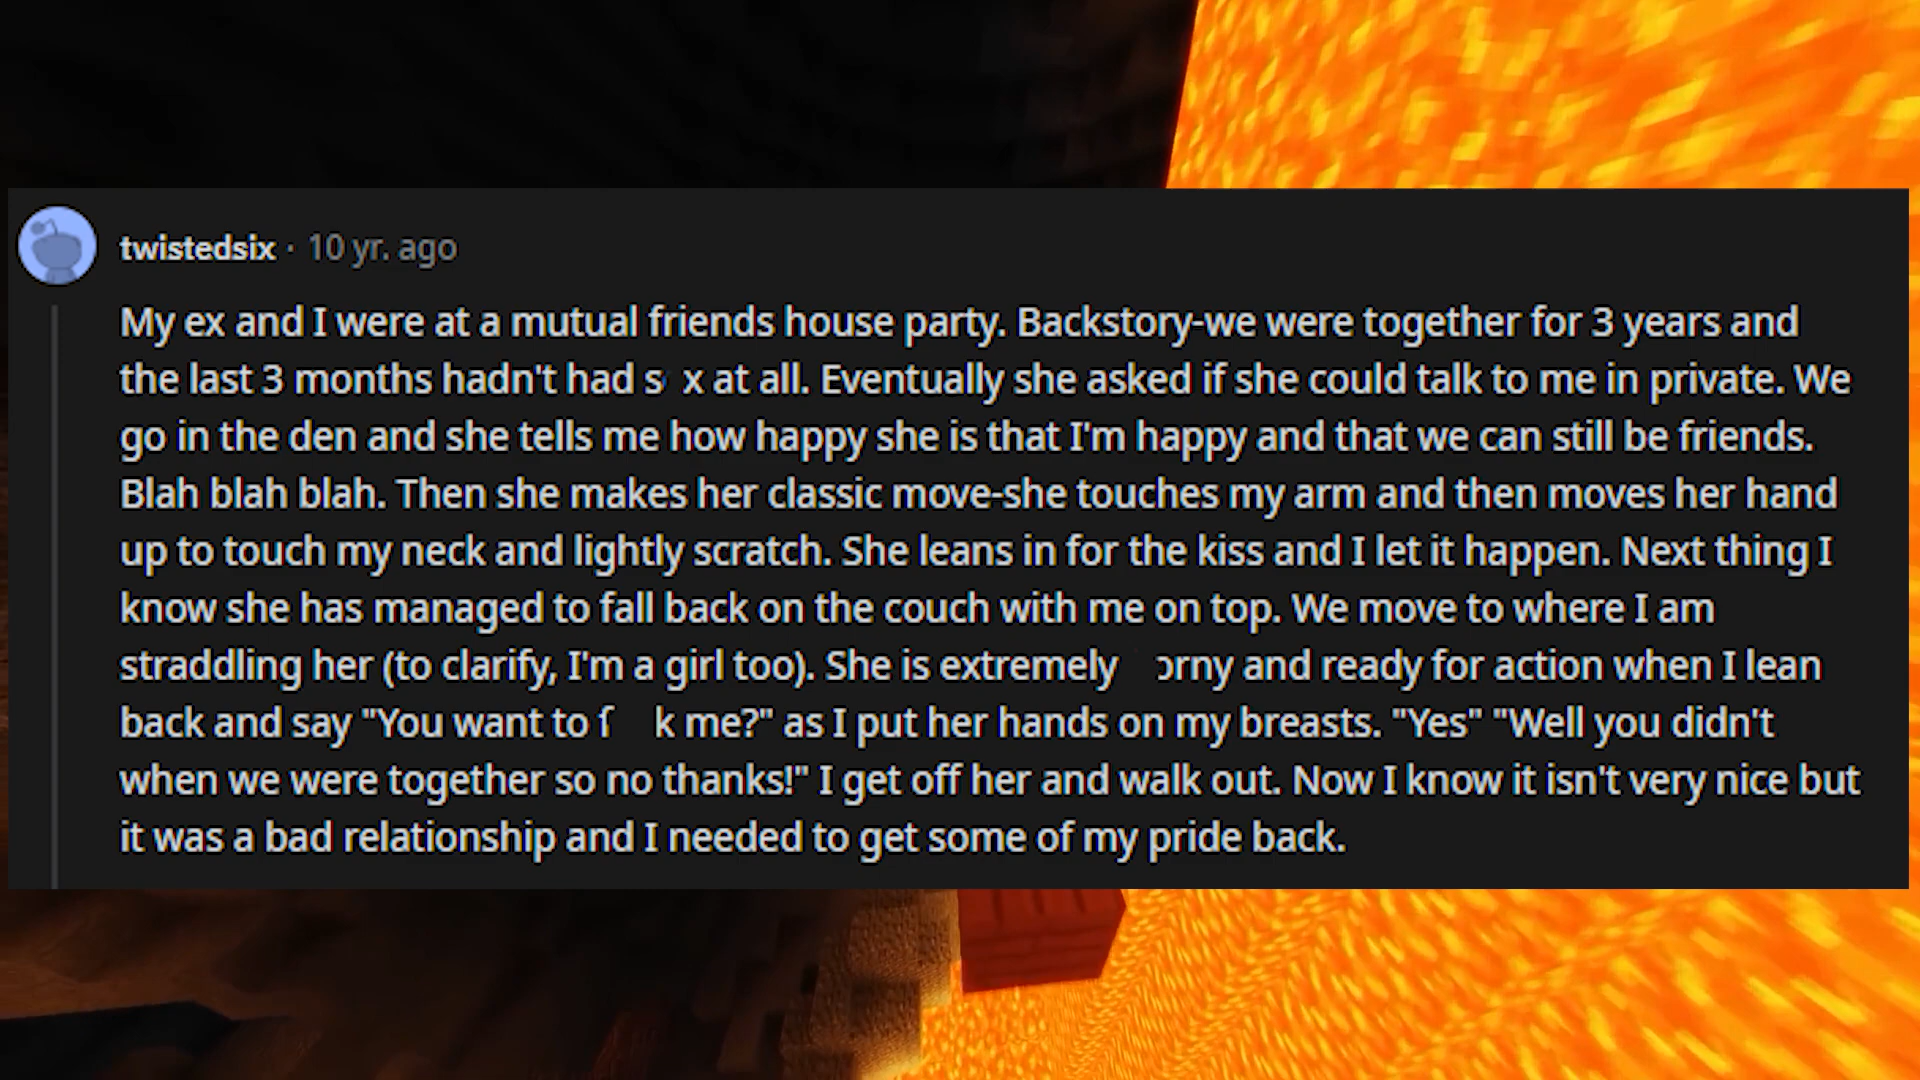 twistedsix · 10 yr. ago
My ex and I were at a mutual friends house party. Backstory-we were together for 3 years and
the last 3 months hadn't had s x at all. Eventually she asked if she could talk to me in private. We
go in the den and she tells me how happy she is that I'm happy and that we can still be friends.
Blah blah blah. Then she makes her classic move-she touches my arm and then moves her hand
up to touch my neck and lightly scratch. She leans in for the kiss and I let it happen. Next thing I
know she has managed to fall back on the couch with me on top. We move to where I am
straddling her (to clarify, I'm a girl too). She is extremely orny and ready for action when I lean
back and say "You want to f k me?" as I put her hands on my breasts. "Yes" "Well you didn't
when we were together so no thanks!" I get off her and walk out. Now I know it isn't very nice but
it was a bad relationship and I needed to get some of my pride back.